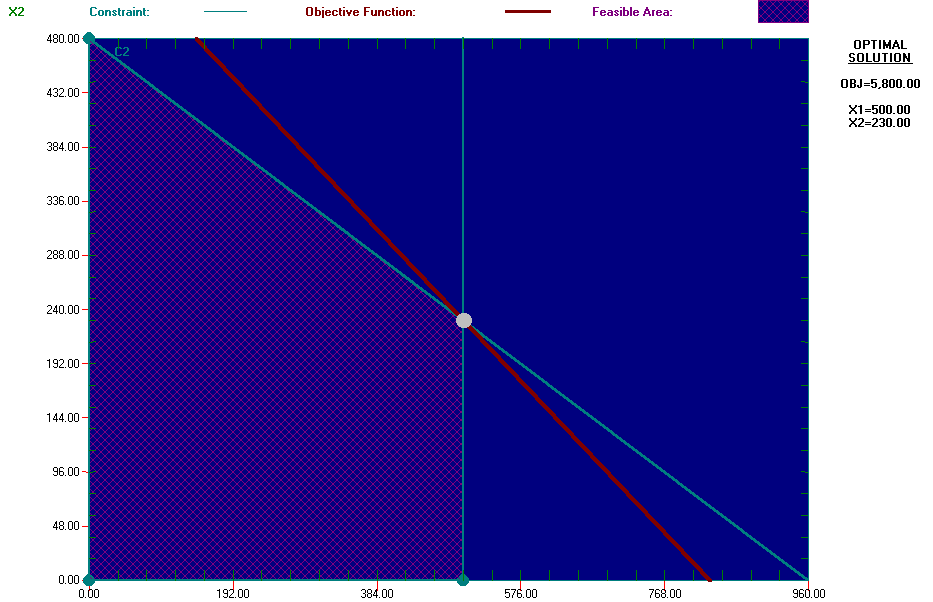 X2 Constraint: Objective Function: Feasible Area:
C2
480.00
432.00
384.00
336.00
288.00
240.00
192.00
144.00
96.00
48.00
0.00
0.00 192.00 384.00 576.00 768.00 960.00
OPTIMAL
SOLUTION
OBJ=5,800.00
X1=500.00
X2=230.00